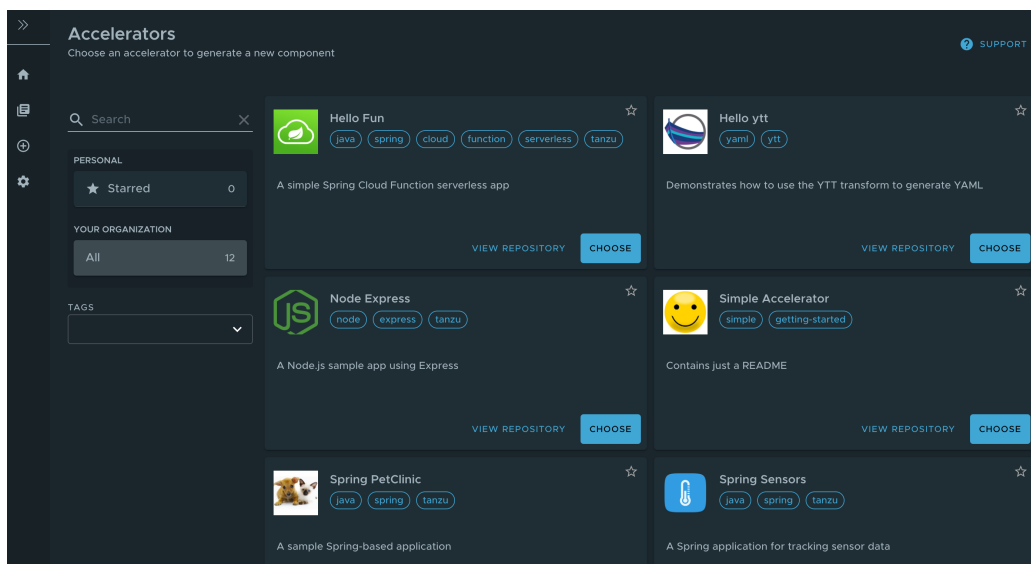 Accelerators
Choose an accelerator to generate a new component
SUPPORT
Search
PERSONAL
Starred 0
YOUR ORGANIZATION
All 12
TAGS
Hello Fun
java spring cloud function serverless tanzu
A simple Spring Cloud Function serverless app
VIEW REPOSITORY CHOOSE
Hello ytt
yaml ytt
Demonstrates how to use the YTT transform to generate YAML
VIEW REPOSITORY CHOOSE
JS
Node Express
node express tanzu
A Node.js sample app using Express
VIEW REPOSITORY CHOOSE
Simple Accelerator
simple getting-started
Contains just a README
VIEW REPOSITORY CHOOSE
Spring PetClinic
java spring tanzu
A sample Spring-based application
Spring Sensors
java spring tanzu
A Spring application for tracking sensor data